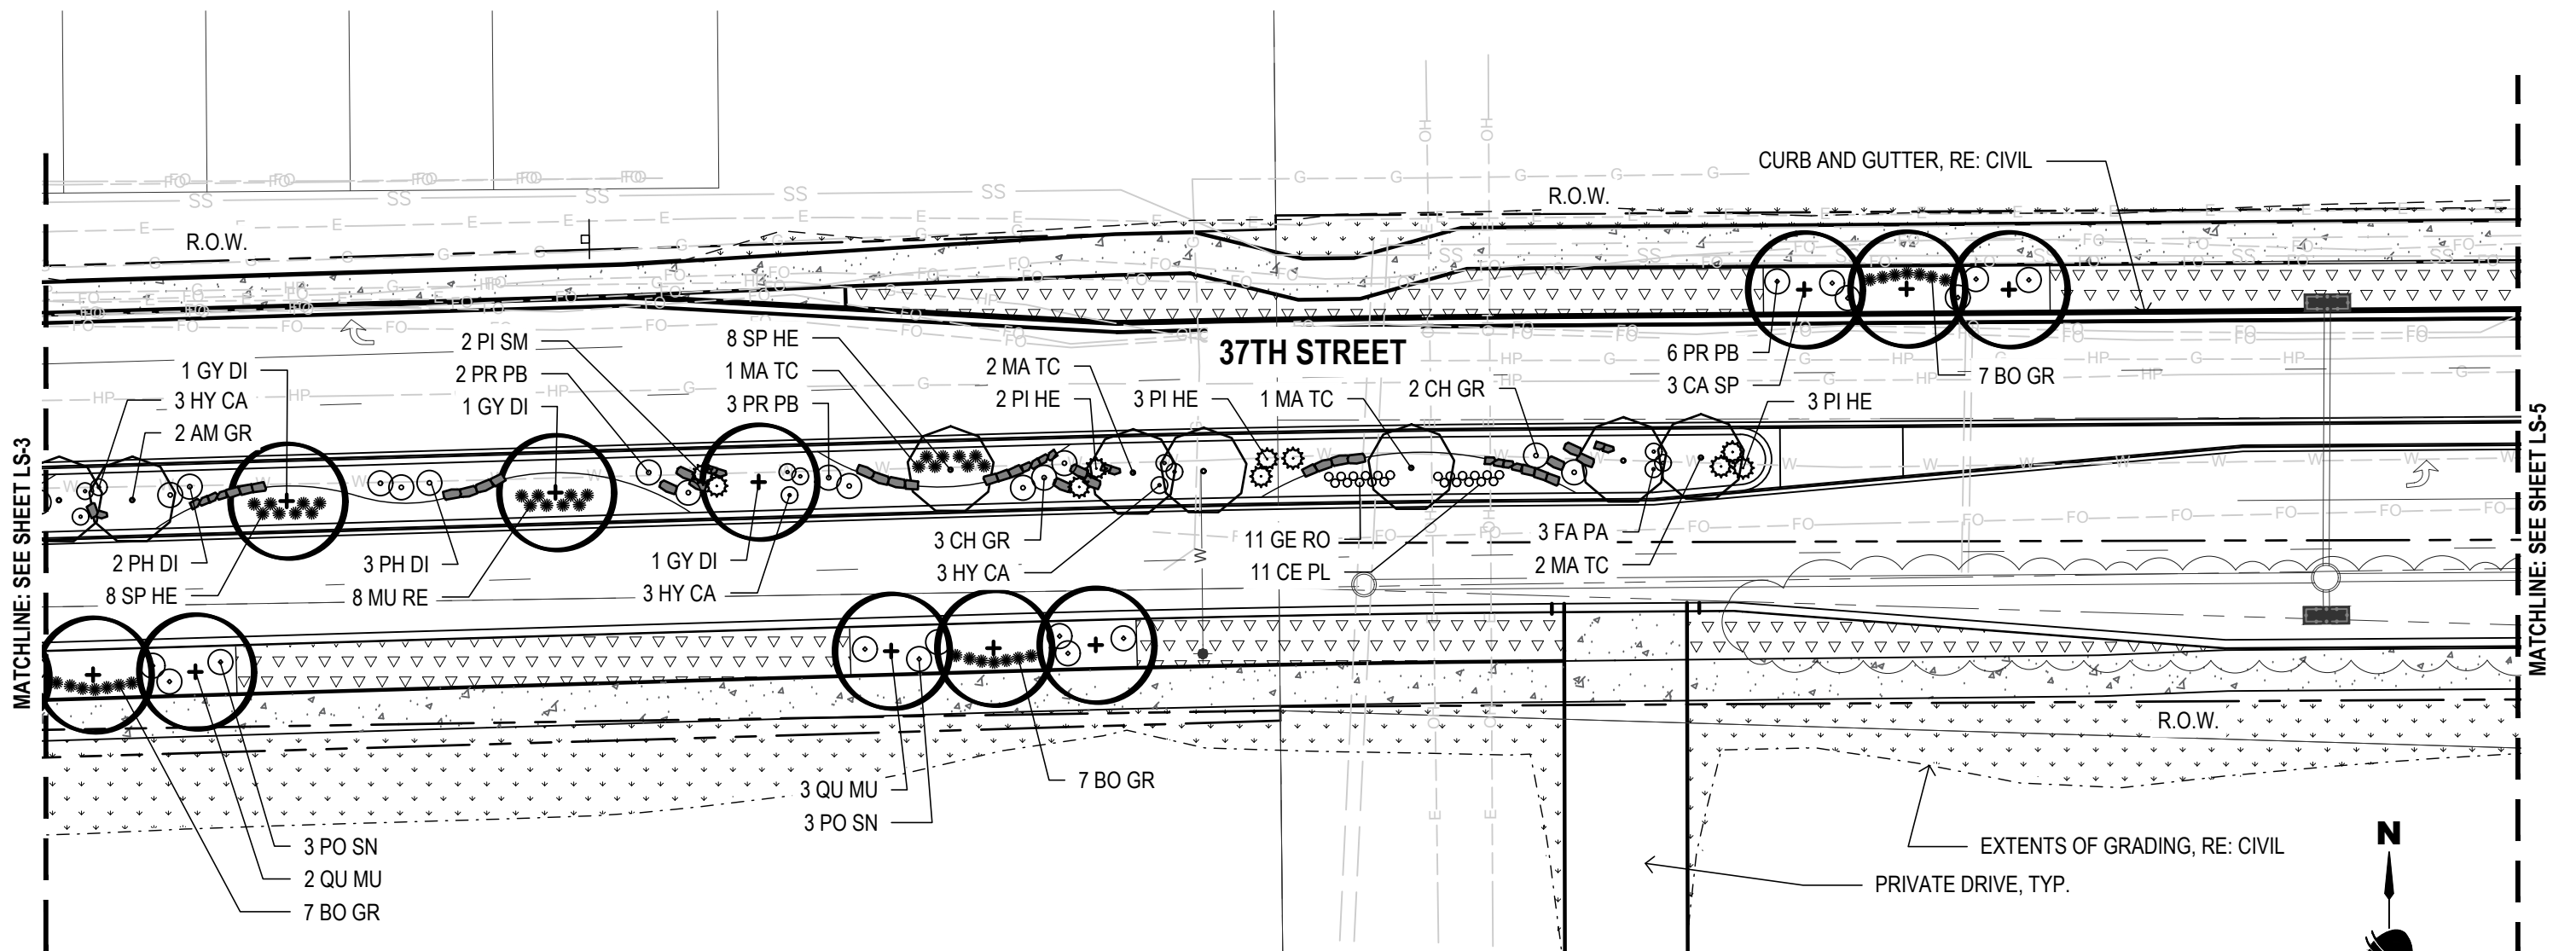 CURB AND GUTTER, RE: CIVIL
R.O.W.
R.O.W.
37TH STREET
2 PI SM
2 PR PB
1 GY DI
8 SP HE
1 MA TC
3 PR PB
1 GY DI
3 HY CA
2 AM GR
2 MA TC
2 PI HE
3 PI HE
1 MA TC
2 CH GR
6 PR PB
3 CA SP
7 BO GR
3 PI HE
MATCHLINE: SEE SHEET LS-3
MATCHLINE: SEE SHEET LS-5
2 PH DI
8 SP HE
3 PH DI
8 MU RE
1 GY DI
3 HY CA
3 CH GR
3 HY CA
11 GE RO
11 CE PL
3 FA PA
2 MA TC
R.O.W.
3 QU MU
3 PO SN
7 BO GR
3 PO SN
2 QU MU
7 BO GR
EXTENTS OF GRADING, RE: CIVIL
PRIVATE DRIVE, TYP.
N